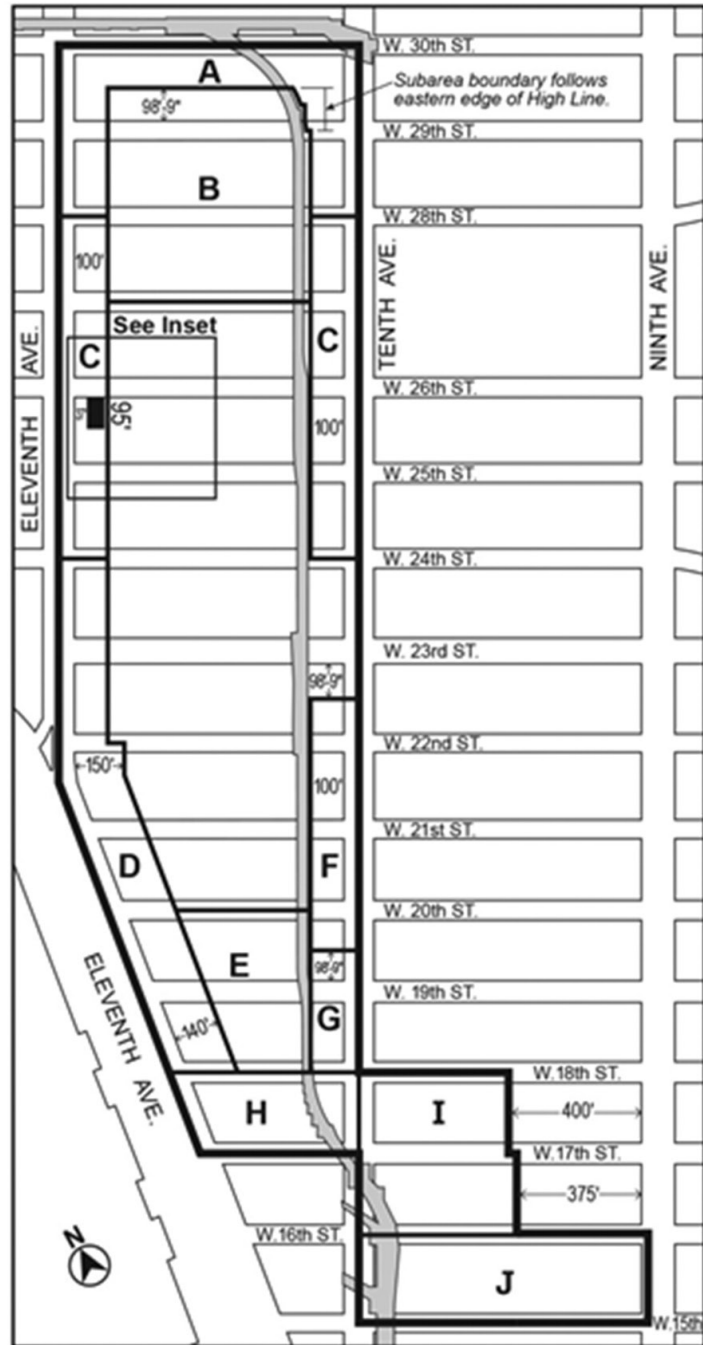 W. 30th ST.
A
Subarea boundary follows
eastern edge of High Line.
98'-9"
W. 29th ST.
B
W. 28th ST.
100'
TENTH AVE.
NINTH AVE.
See Inset
C
C
ELEVENTH AVE.
W. 26th ST.
95'
100'
W. 25th ST.
W. 24th ST.
W. 23rd ST.
98'-9"
W. 22nd ST.
150'
100'
W. 21st ST.
D
F
W. 20th ST.
E
98'-9"
W. 19th ST.
G
140'
ELEVENTH AVE.
W.18th ST.
H
I
400'
W.17th ST.
375'
W.16th ST.
N
J
W.15th